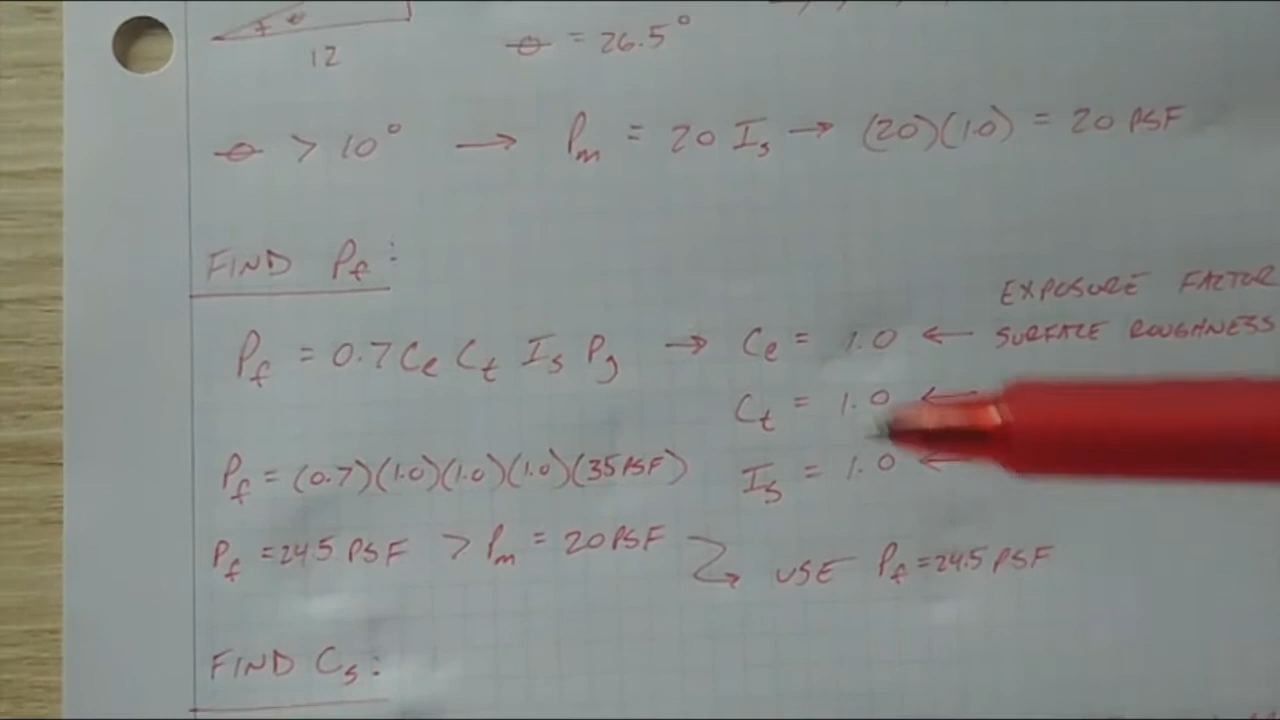 12
θ = 26.5°
θ > 10° → Pm = 20 Is → (20)(1.0) = 20 PSF
FIND Pf:
EXPOSURE FACTOR
Pf = 0.7 Ce Ct Is Pg → Ce = 1.0 ← SURFACE ROUGHNESS
Ct = 1.0 ←
Pf = (0.7)(1.0)(1.0)(1.0)(35 PSF) Is = 1.0 ←
Pf = 24.5 PSF > Pm = 20 PSF USE Pf = 24.5 PSF
FIND Cs: